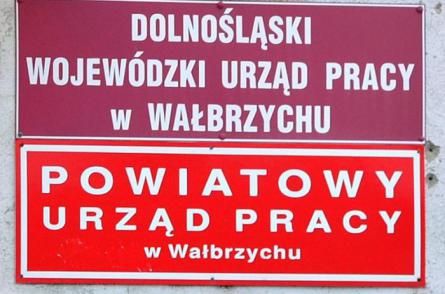 DOLNOŚLĄSKI
WOJEWÓDZKI URZĄD PRACY
w WAŁBRZYCHU
POWIATOWY
URZĄD PRACY
w Wałbrzychu